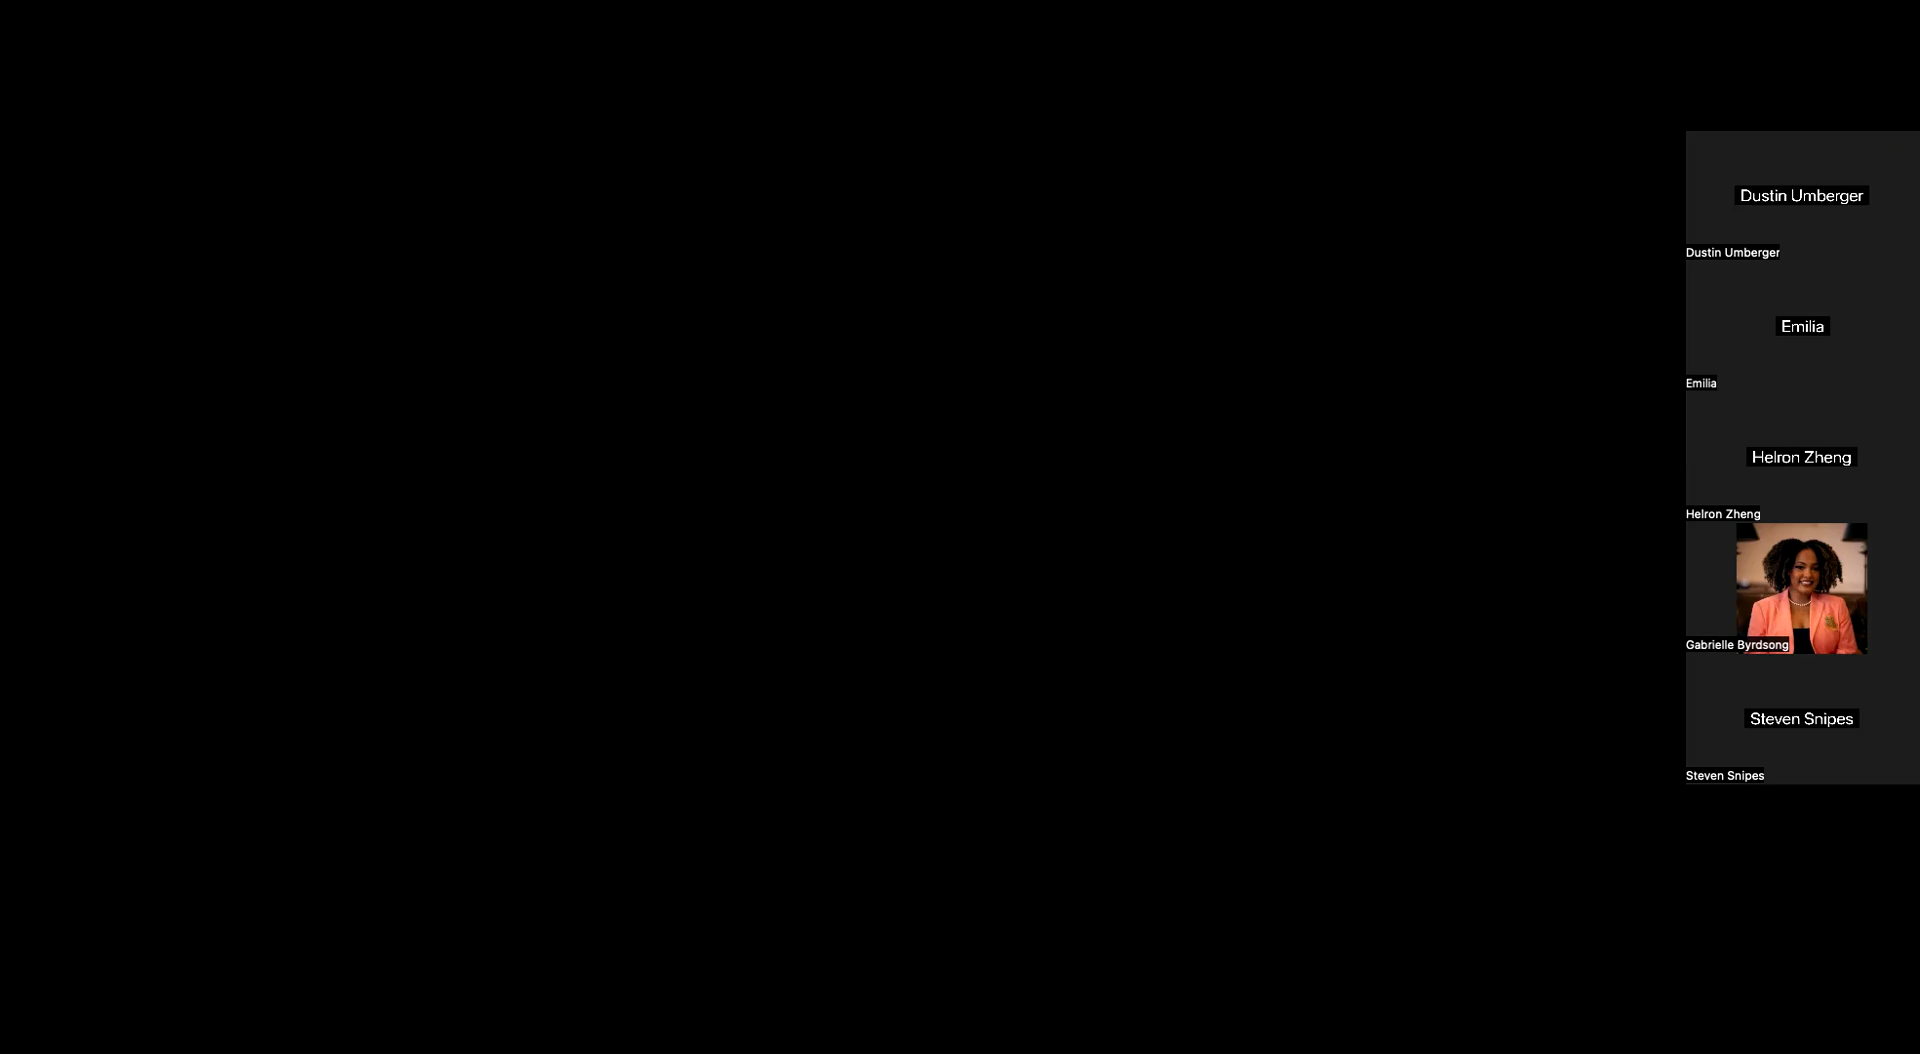 Dustin Umberger
Dustin Umberger
Emilia
Emilia
Helron Zheng
Helron Zheng
Gabrielle Byrdsong
Steven Snipes
Steven Snipes